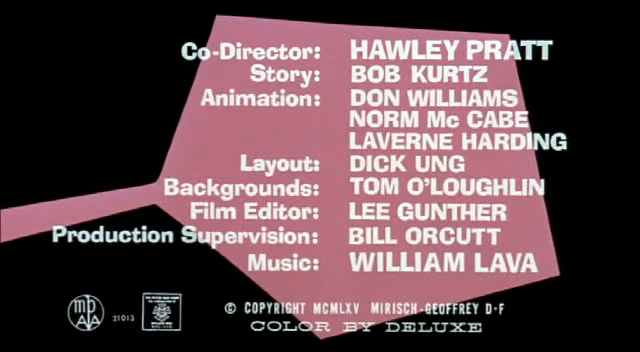 Co-Director: HAWLEY PRATT
Story: BOB KURTZ
Animation: DON WILLIAMS
NORM Mc CABE
LAVERNE HARDING
Layout: DICK UNG
Backgrounds: TOM O'LOUGHLIN
Film Editor: LEE GUNTHER
Production Supervision: BILL ORCUTT
Music: WILLIAM LAVA
© COPYRIGHT MCMLXV MIRISCH-GEOFFREY D-F
COLOR BY DELUXE
21013